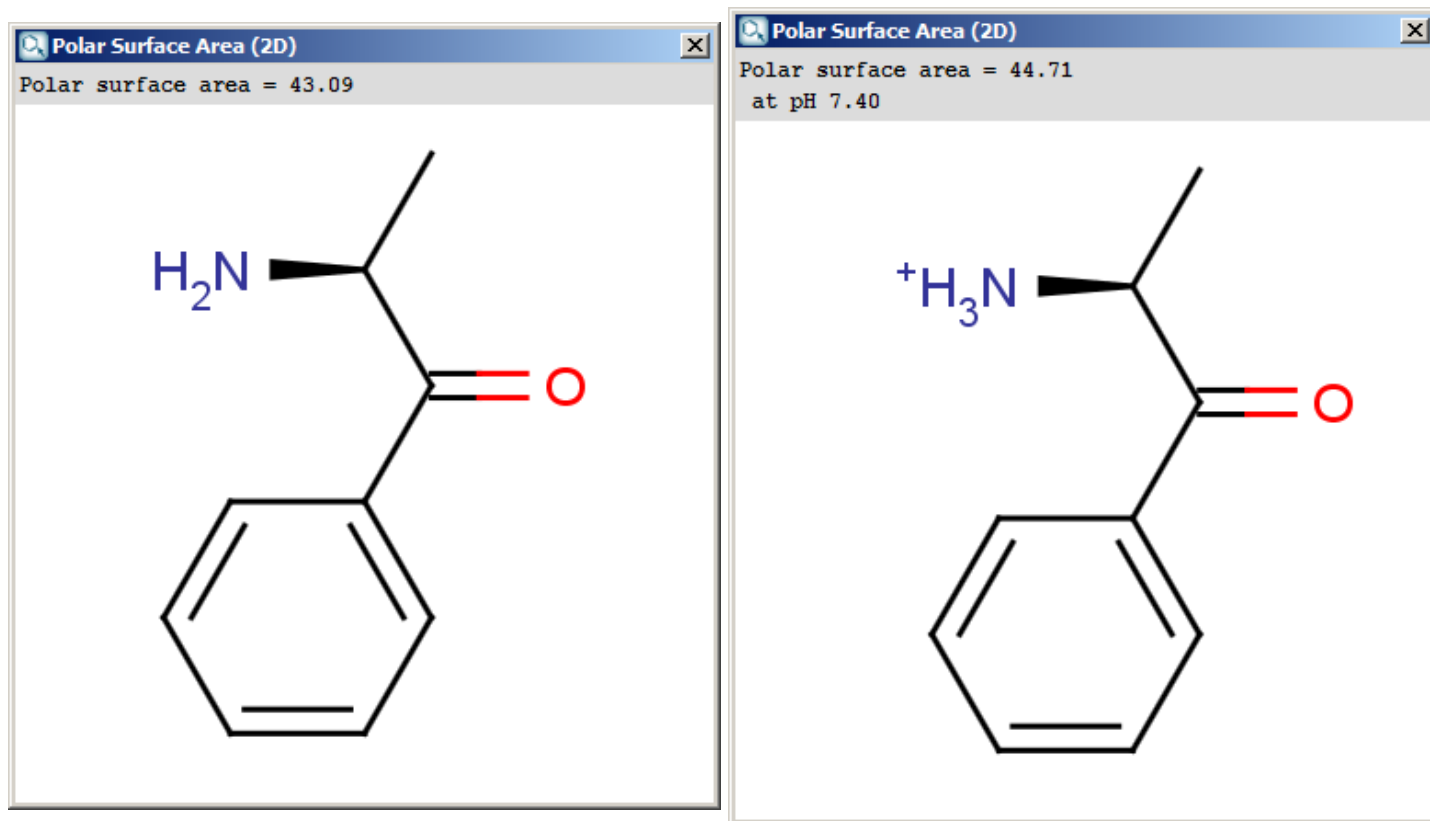 Polar Surface Area (2D)
Polar surface area = 43.09
H2N
O
Polar Surface Area (2D)
Polar surface area = 44.71
at pH 7.40
+H3N
O